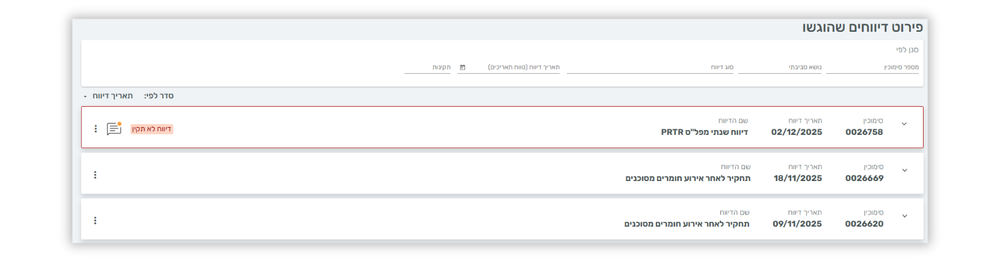 פירוט דיווחים שהוגשו
סנן לפי
מספר סימוכין נושא סביבתי סוג דיווח תאריך דיווח (טווח תאריכים) תקינות
סדר לפי: תאריך דיווח
סימוכין תאריך דיווח שם הדיווח
0026758 02/12/2025 דיווח שנתי מפל"ס PRTR דיווח לא תקין
סימוכין תאריך דיווח שם הדיווח
0026669 18/11/2025 תחקיר לאחר אירוע חומרים מסוכנים
סימוכין תאריך דיווח שם הדיווח
0026620 09/11/2025 תחקיר לאחר אירוע חומרים מסוכנים